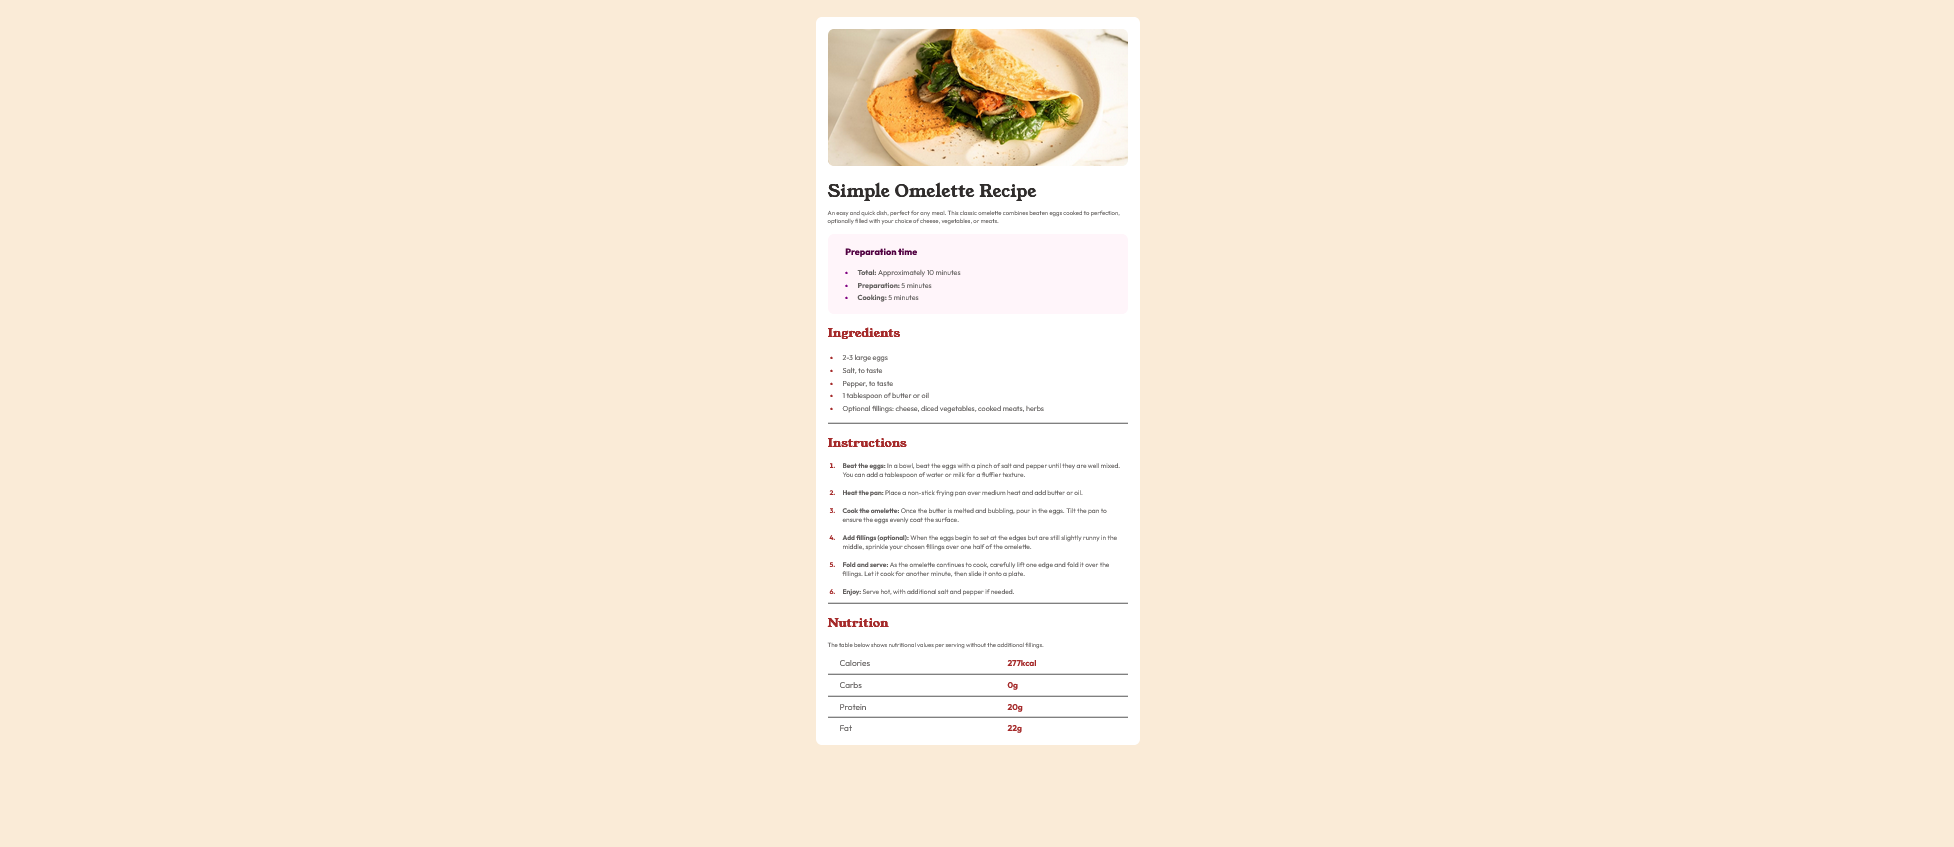 Simple Omelette Recipe
An easy and quick dish, perfect for any meal. This classic omelette combines beaten eggs cooked to perfection,
optionally filled with your choice of cheese, vegetables, or meats.
Preparation time
• Total: Approximately 10 minutes
• Preparation: 5 minutes
• Cooking: 5 minutes
Ingredients
• 2-3 large eggs
• Salt, to taste
• Pepper, to taste
• 1 tablespoon of butter or oil
• Optional fillings: cheese, diced vegetables, cooked meats, herbs
Instructions
1. Beat the eggs: In a bowl, beat the eggs with a pinch of salt and pepper until they are well mixed.
You can add a tablespoon of water or milk for a fluffier texture.
2. Heat the pan: Place a non-stick frying pan over medium heat and add butter or oil.
3. Cook the omelette: Once the butter is melted and bubbling, pour in the eggs. Tilt the pan to
ensure the eggs evenly coat the surface.
4. Add fillings (optional): When the eggs begin to set at the edges but are still slightly runny in the
middle, sprinkle your chosen fillings over one half of the omelette.
5. Fold and serve: As the omelette continues to cook, carefully lift one edge and fold it over the
fillings. Let it cook for another minute, then slide it onto a plate.
6. Enjoy: Serve hot, with additional salt and pepper if needed.
Nutrition
The table below shows nutritional values per serving without the additional fillings.
Calories 277kcal
Carbs 0g
Protein 20g
Fat 22g